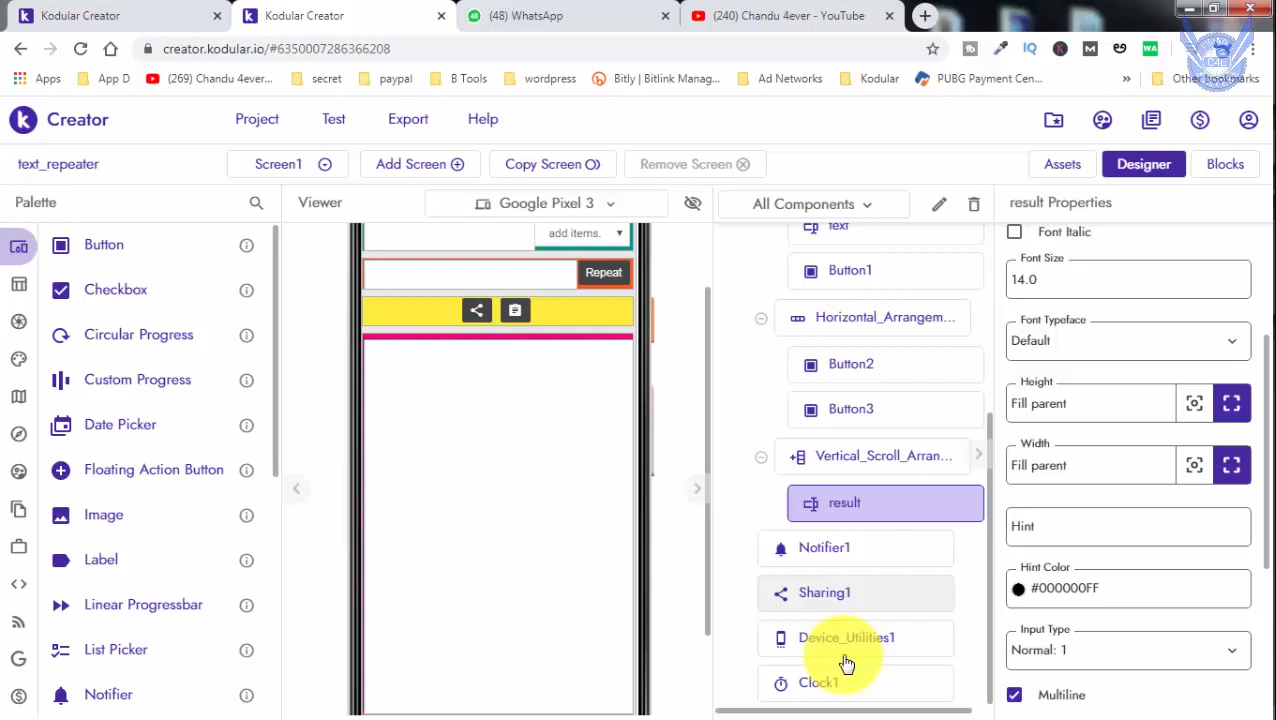 Kodular Creator
Kodular Creator
(48) WhatsApp
(240) Chandu 4ever - YouTube
creator.kodular.io/#6350007286366208
Apps
App D
(269) Chandu 4ever...
secret
paypal
B Tools
wordpress
Bitly | Bitlink Manag...
Ad Networks
Kodular
PUBG Payment Cen...
»
Other bookmarks
C4E
Creator
Project
Test
Export
Help
text_repeater
Screen1
Add Screen
Copy Screen
Remove Screen
Assets
Designer
Blocks
Palette
Viewer
Google Pixel 3
All Components
result Properties
Button
Checkbox
Circular Progress
Custom Progress
Date Picker
Floating Action Button
Image
Label
Linear Progressbar
List Picker
Notifier
add items.
Repeat
text
Button1
Horizontal_Arrangem...
Button2
Button3
Vertical_Scroll_Arran...
result
Notifier1
Sharing1
Device_Utilities1
Clock1
Font Italic
Font Size
14.0
Font Typeface
Default
Height
Fill parent
Width
Fill parent
Hint
Hint Color
#000000FF
Input Type
Normal: 1
Multiline